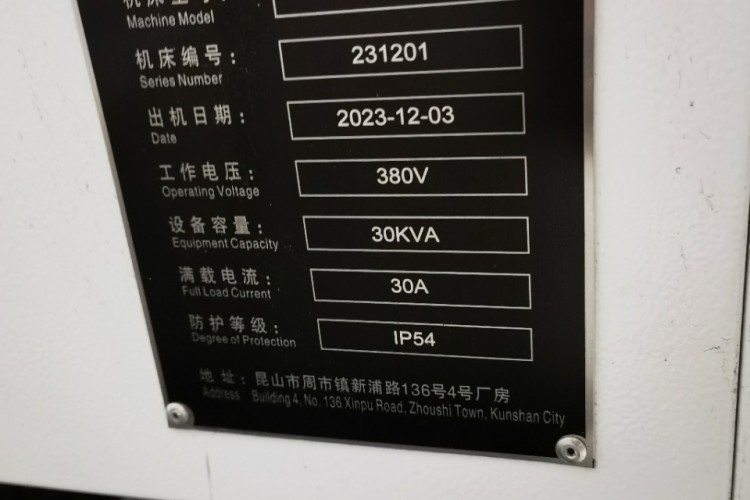 机床型号:
Machine Model
机床编号: 231201
Series Number
出机日期: 2023-12-03
Date
工作电压: 380V
Operating Voltage
设备容量: 30KVA
Equipment Capacity
满载电流: 30A
Full Load Current
防护等级: IP54
Degree of Protection
地址:昆山市周市镇新浦路136号4号厂房
Address Building 4, No. 136 Xinpu Road, Zhoushi Town, Kunshan City